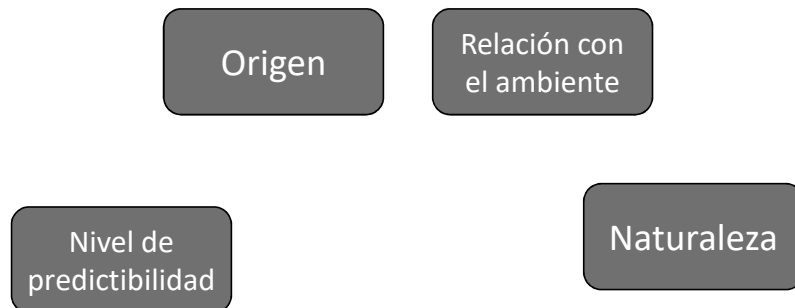 Origen
Relación con
el ambiente
Nivel de
predictibilidad
Naturaleza